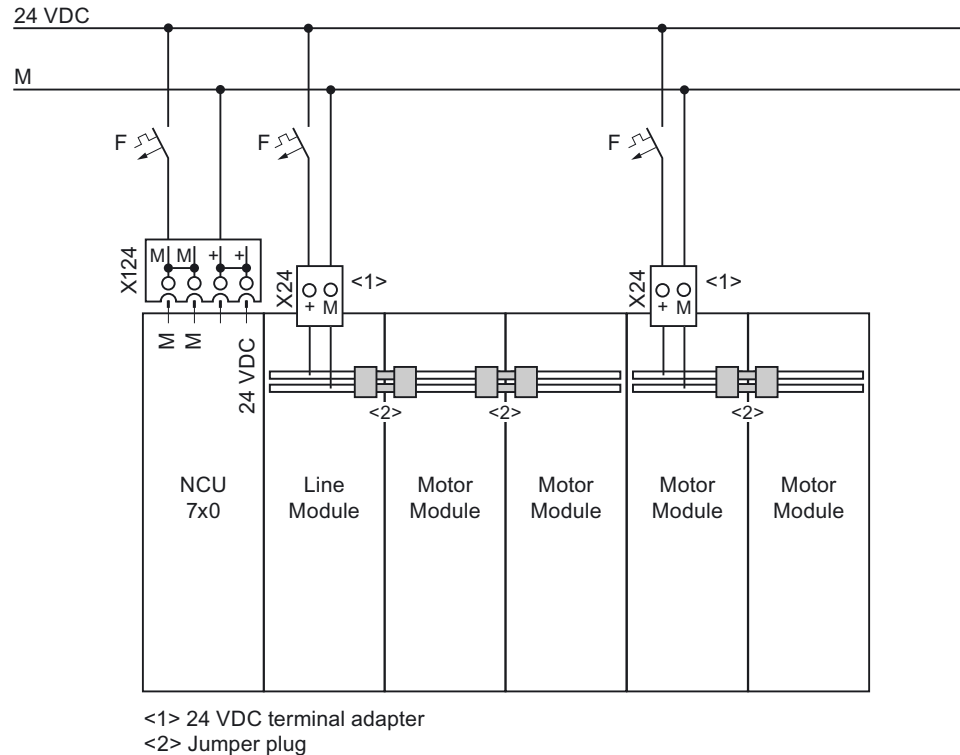 24 VDC
M
F
F
F
X124
M M + +
X24
+ M
<1>
X24
+ M
<1>
M
M
24 VDC
<2>
<2>
<2>
NCU
7x0
Line
Module
Motor
Module
Motor
Module
Motor
Module
Motor
Module
<1> 24 VDC terminal adapter
<2> Jumper plug